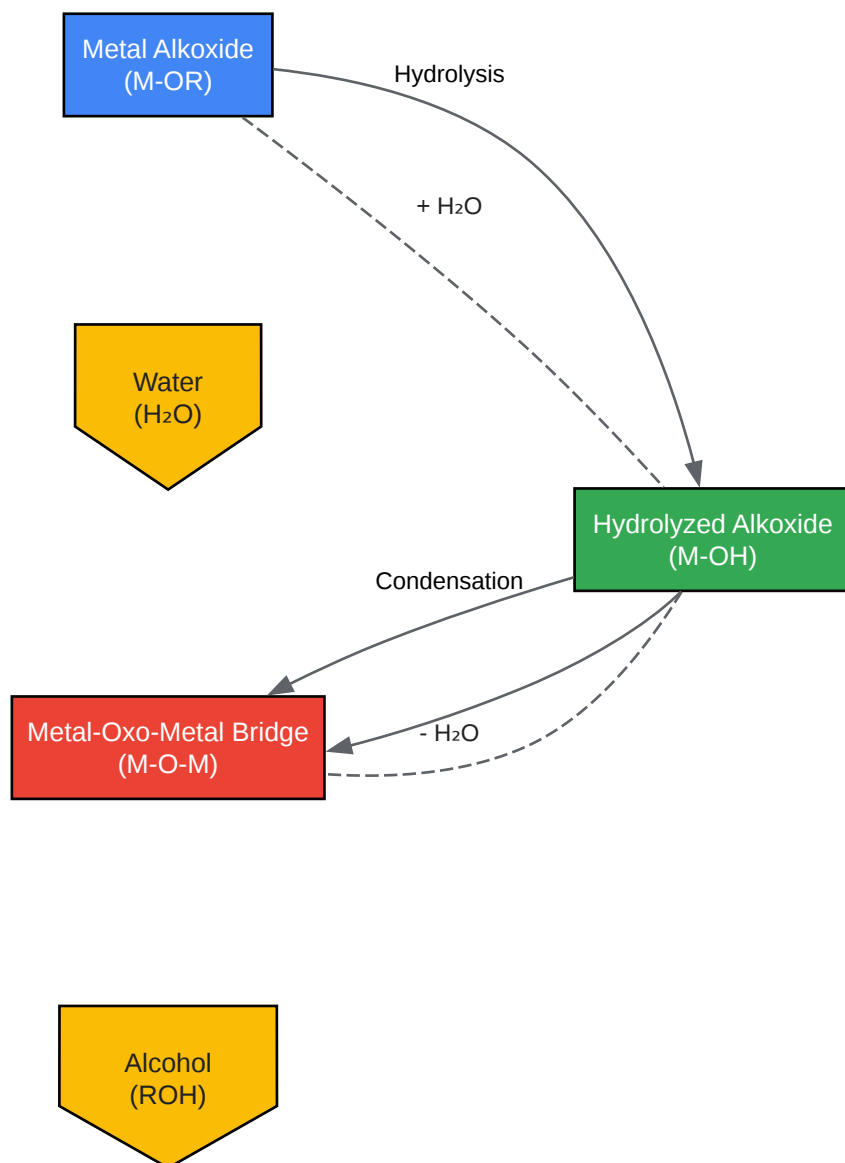 Metal Alkoxide
(M-OR)
Hydrolysis
+ H₂O
Water
(H₂O)
Hydrolyzed Alkoxide
(M-OH)
Condensation
Metal-Oxo-Metal Bridge
(M-O-M)
- H₂O
Alcohol
(ROH)